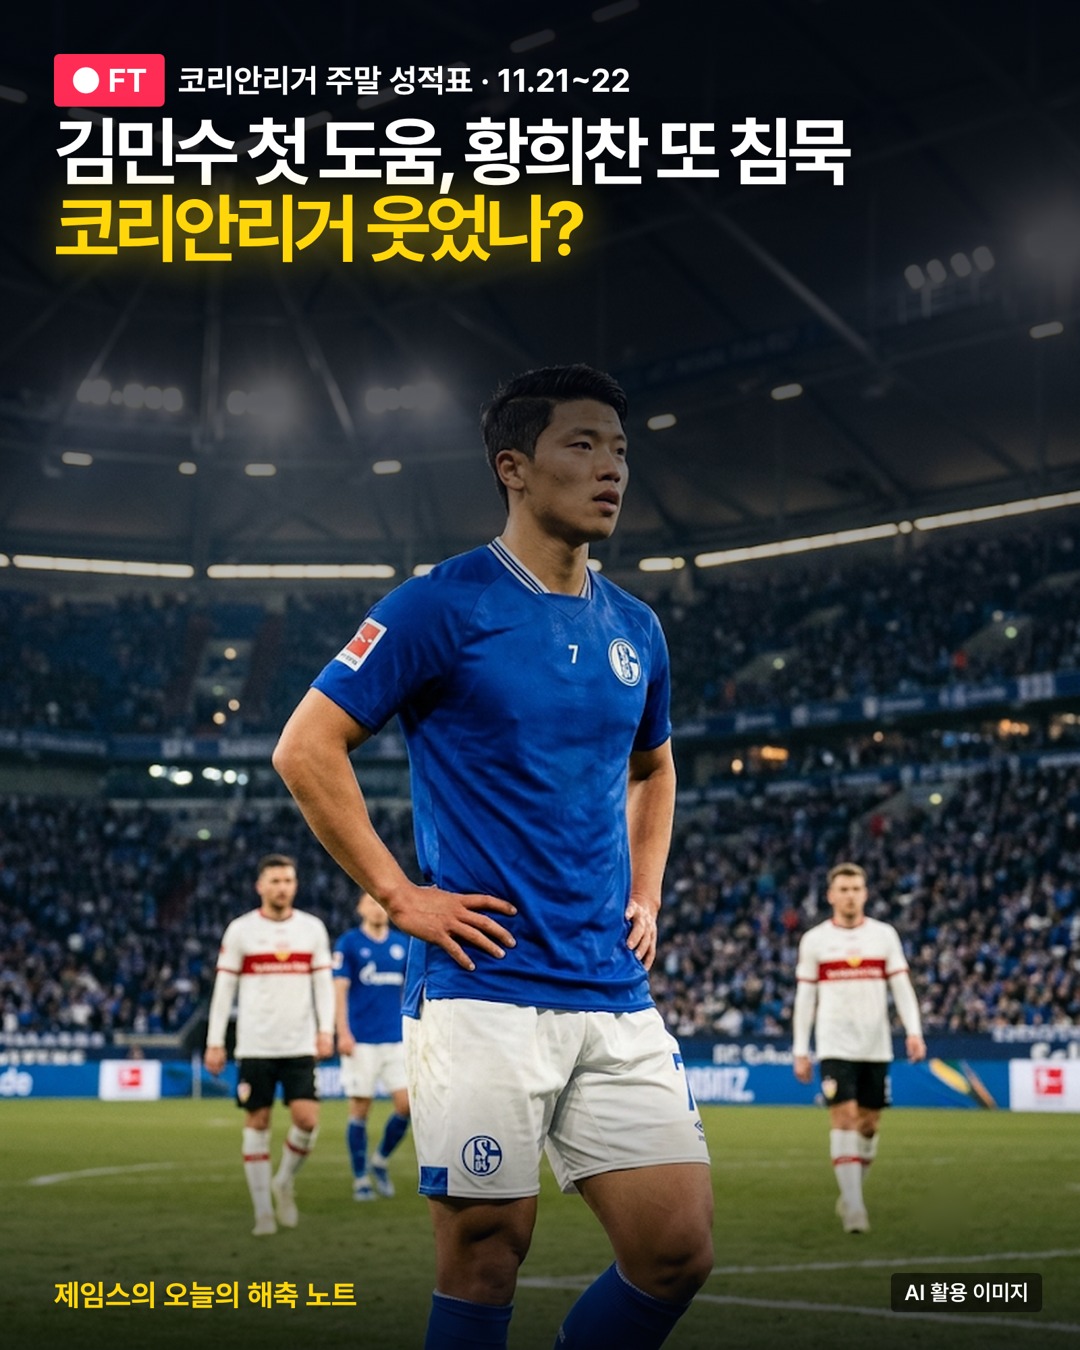 FT 코리안리거 주말 성적표 · 11.21~22
김민수 첫 도움, 황희찬 또 침묵
코리안리거 웃었나?
7
7
제임스의 오늘의 해축 노트
AI 활용 이미지